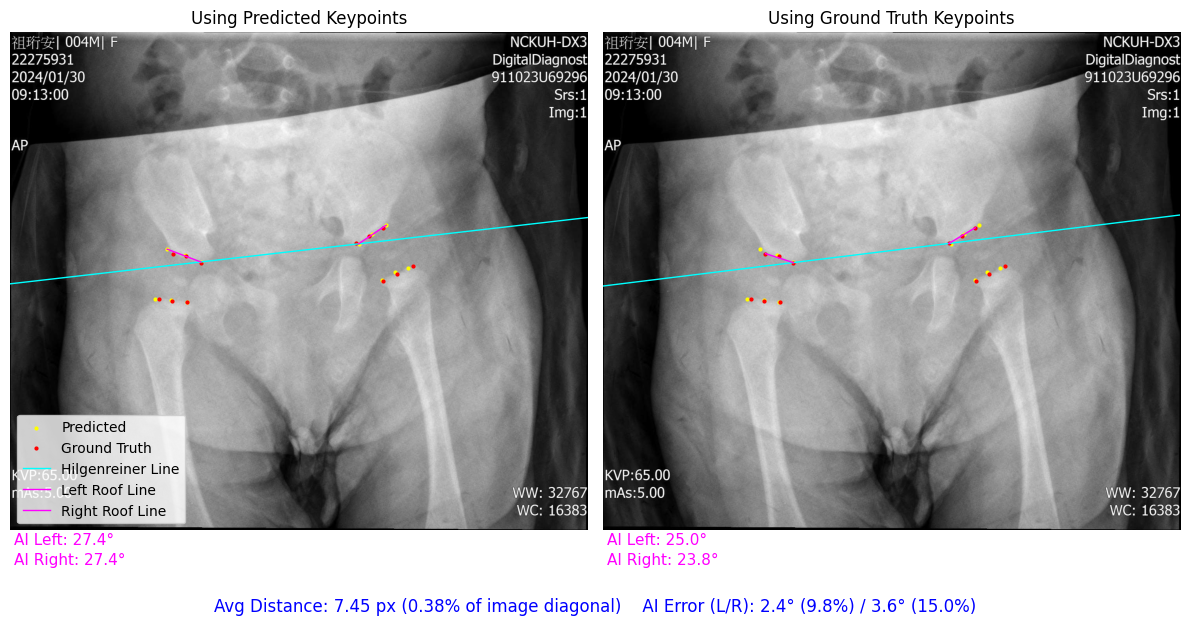 Using Predicted Keypoints
祖珩安| 004M| F
22275931
2024/01/30
09:13:00
NCKUH-DX3
DigitalDiagnost
911023U69296
Srs:1
Img:1
AP
Predicted
Ground Truth
Hilgenreiner Line
Left Roof Line
Right Roof Line
KVP:65.00
mAs:5.00
WW: 32767
WC: 16383
AI Left: 27.4°
AI Right: 27.4°
Using Ground Truth Keypoints
祖珩安| 004M| F
22275931
2024/01/30
09:13:00
NCKUH-DX3
DigitalDiagnost
911023U69296
Srs:1
Img:1
AP
KVP:65.00
mAs:5.00
WW: 32767
WC: 16383
AI Left: 25.0°
AI Right: 23.8°
Avg Distance: 7.45 px (0.38% of image diagonal)    AI Error (L/R): 2.4° (9.8%) / 3.6° (15.0%)